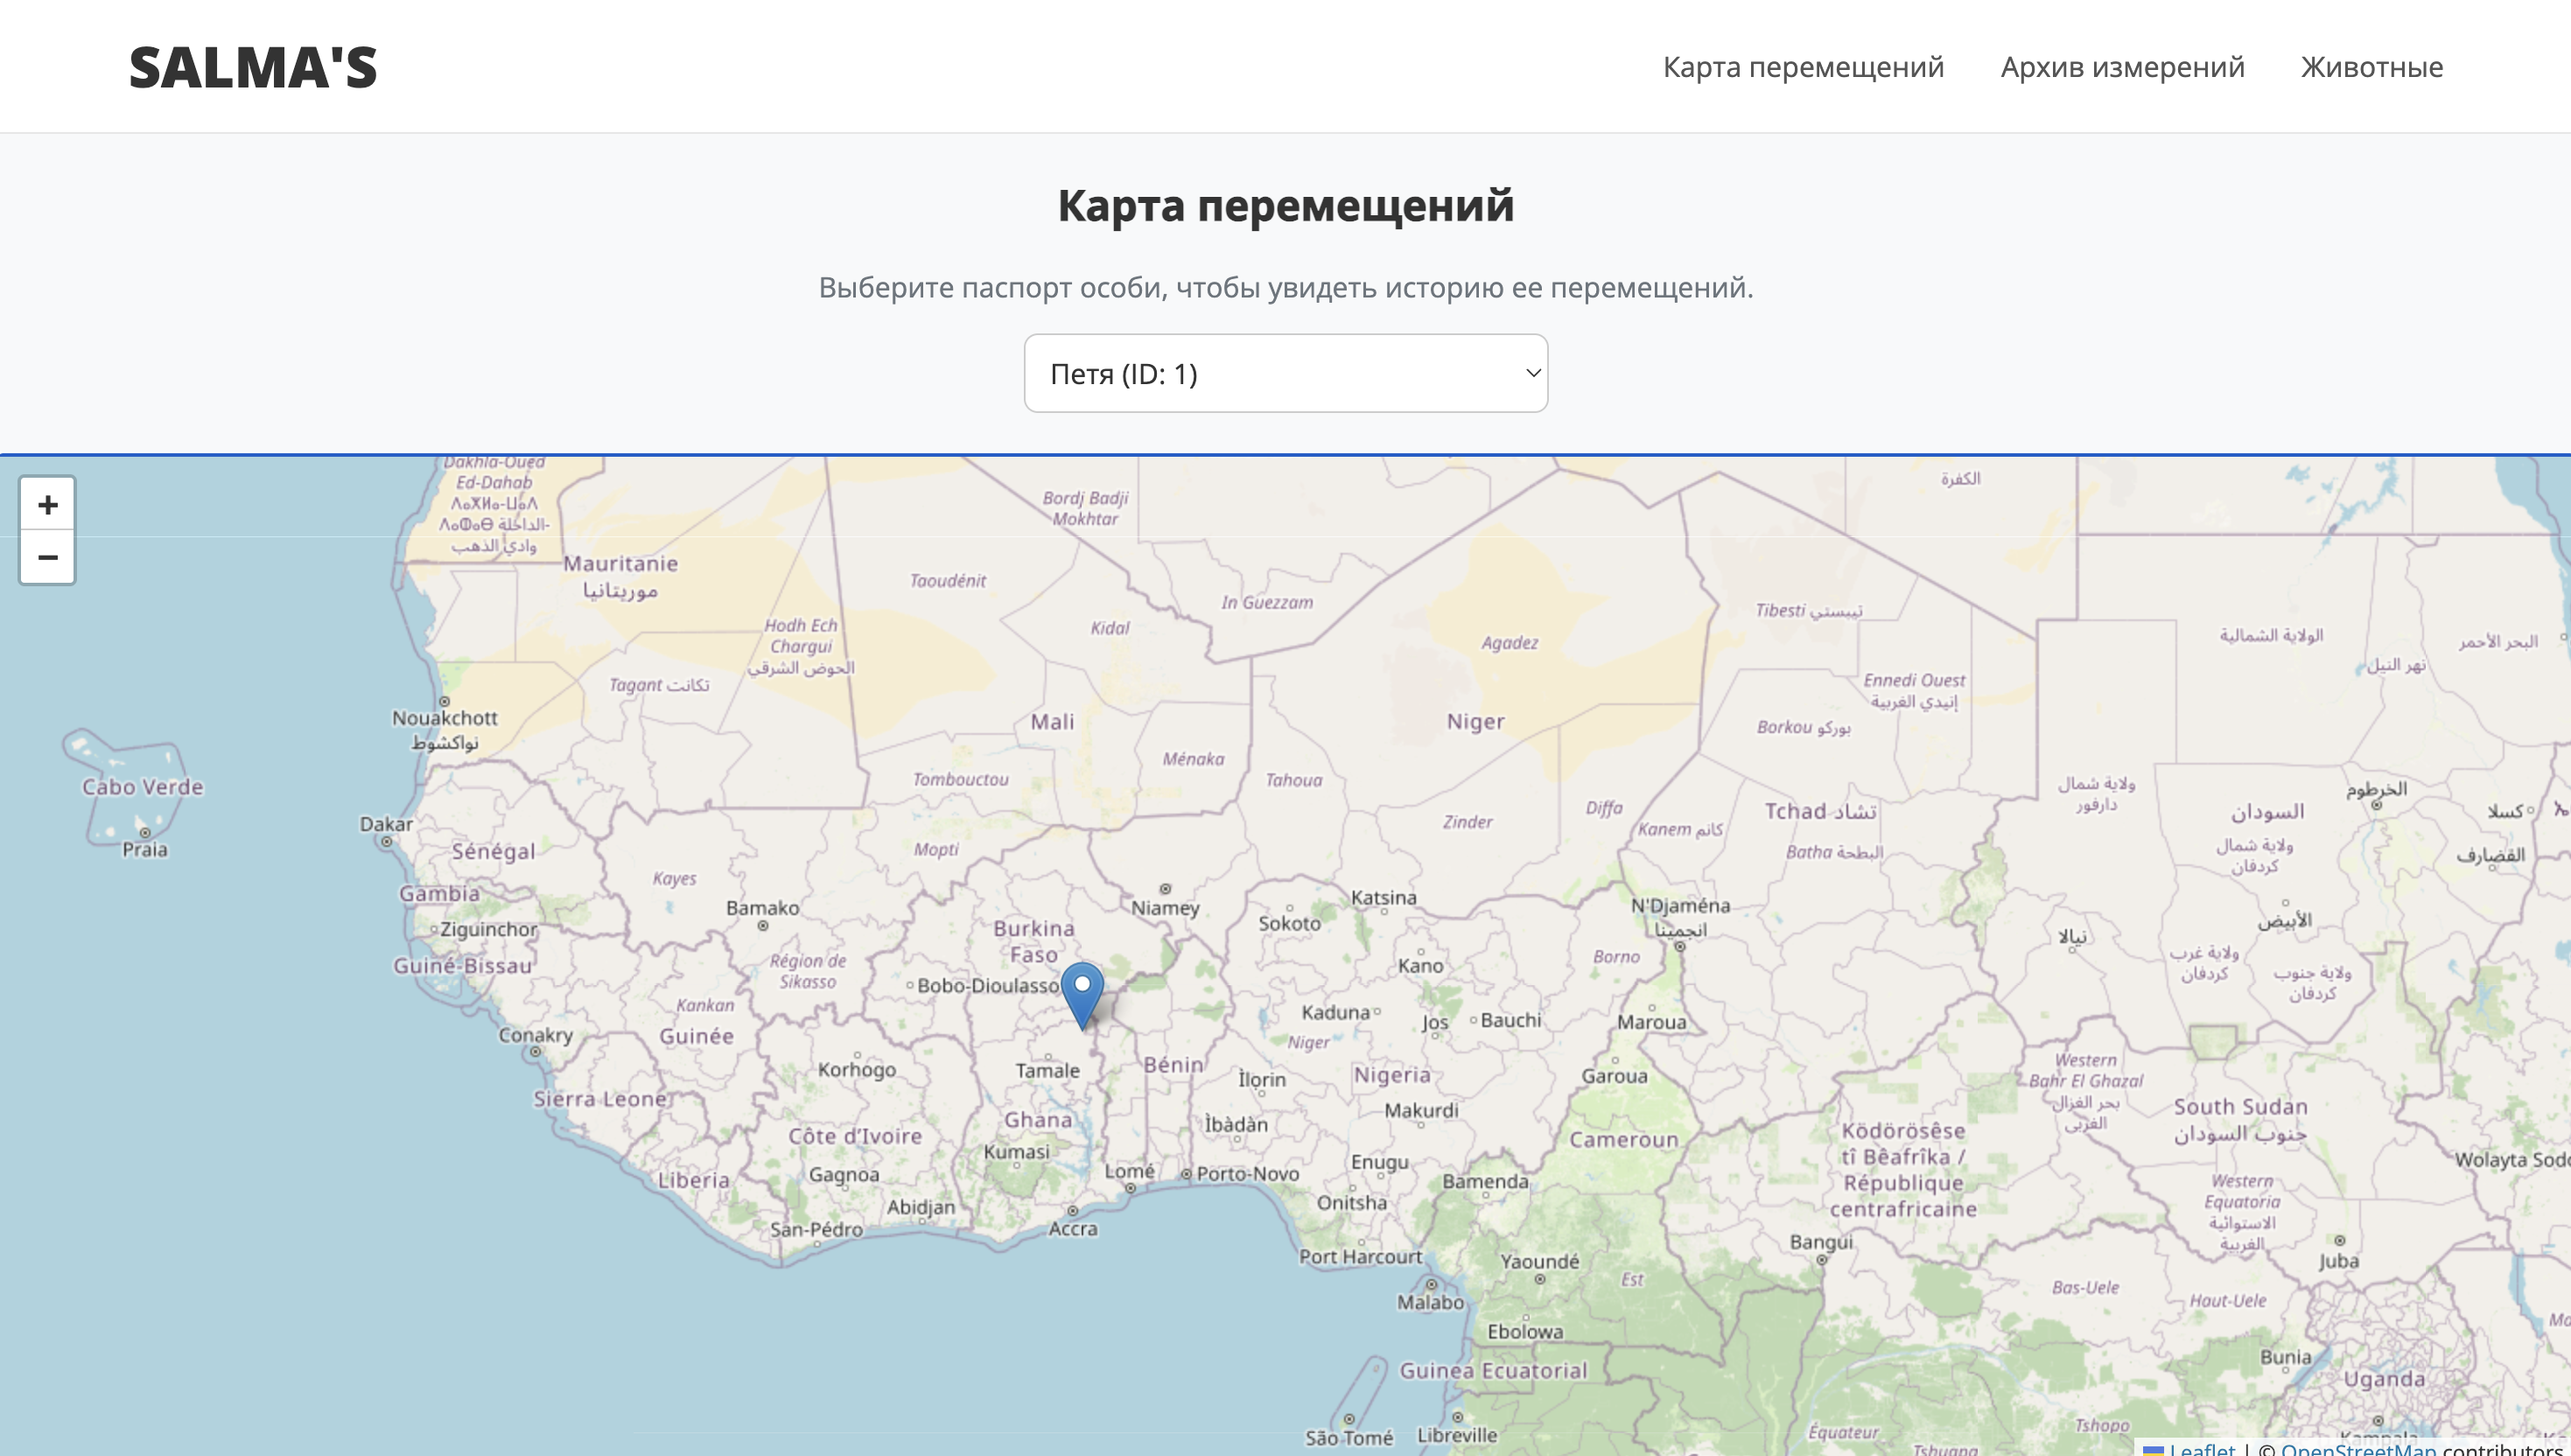 SALMA'S
Карта перемещений
Архив измерений
Животные
Карта перемещений
Выберите паспорт особи, чтобы увидеть историю ее перемещений.
Петя (ID: 1)
+
−
Dakhla-Oued
Ed-Dahab
الداخلة-
وادي الذهب
Bordj Badji
Mokhtar
الكفرة
Mauritanie
موريتانيا
Taoudénit
In Guezzam
Tibesti تيبستي
Hodh Ech
Chargui
الحوض الشرقي
Kidal
Agadez
الولاية الشمالية
البحر الأحمر
نهر النيل
Tagant تكانت
Ennedi Ouest
إنيدي الغربية
Nouakchott
نواكشوط
Mali
Niger
Borkou بوركو
Ménaka
Tombouctou
Tahoua
Cabo Verde
ولاية شمال
دارفور
الخرطوم
Diffa
Zinder
Kanem كانم
Tchad تشاد
السودان
كسلا
Dakar
Praia
Sénégal
Mopti
Batha البطحة
ولاية شمال
كردفان
القضارف
Kayes
Gambia
Bamako
Niamey
Sokoto
Katsina
N'Djaména
انجمينا
الأبيض
Ziguinchor
Burkina
Faso
نيالا
Guiné-Bissau
Région de
Sikasso
Kano
Borno
ولاية غرب
كردفان
ولاية جنوب
كردفان
Bobo-Dioulasso
Kankan
Kaduna
Jos
Bauchi
Maroua
Conakry
Guinée
Niger
Korhogo
Tamale
Bénin
Ìlorin
Nigeria
Garoua
Western
Bahr El Ghazal
بحر الغزال
الغربي
Sierra Leone
Ghana
Makurdi
South Sudan
جنوب السودان
Côte d’Ivoire
Ìbàdàn
Cameroun
Ködörösêse
tî Bêafrîka /
République
centrafricaine
Kumasi
Gagnoa
Lomé
Porto-Novo
Enugu
Wolayta Sodo
Liberia
Bamenda
Western
Equatoria
الاستوائية
الغربية
Abidjan
Onitsha
San-Pédro
Accra
Port Harcourt
Bangui
Yaoundé
Juba
Est
Bas-Uele
Haut-Uele
Malabo
Ebolowa
Guinea Ecuatorial
Bunia
Uganda
São Tomé
Libreville
Équateur
Tshopo
Tshuapa
Kampala
Leaflet | © OpenStreetMap contributors